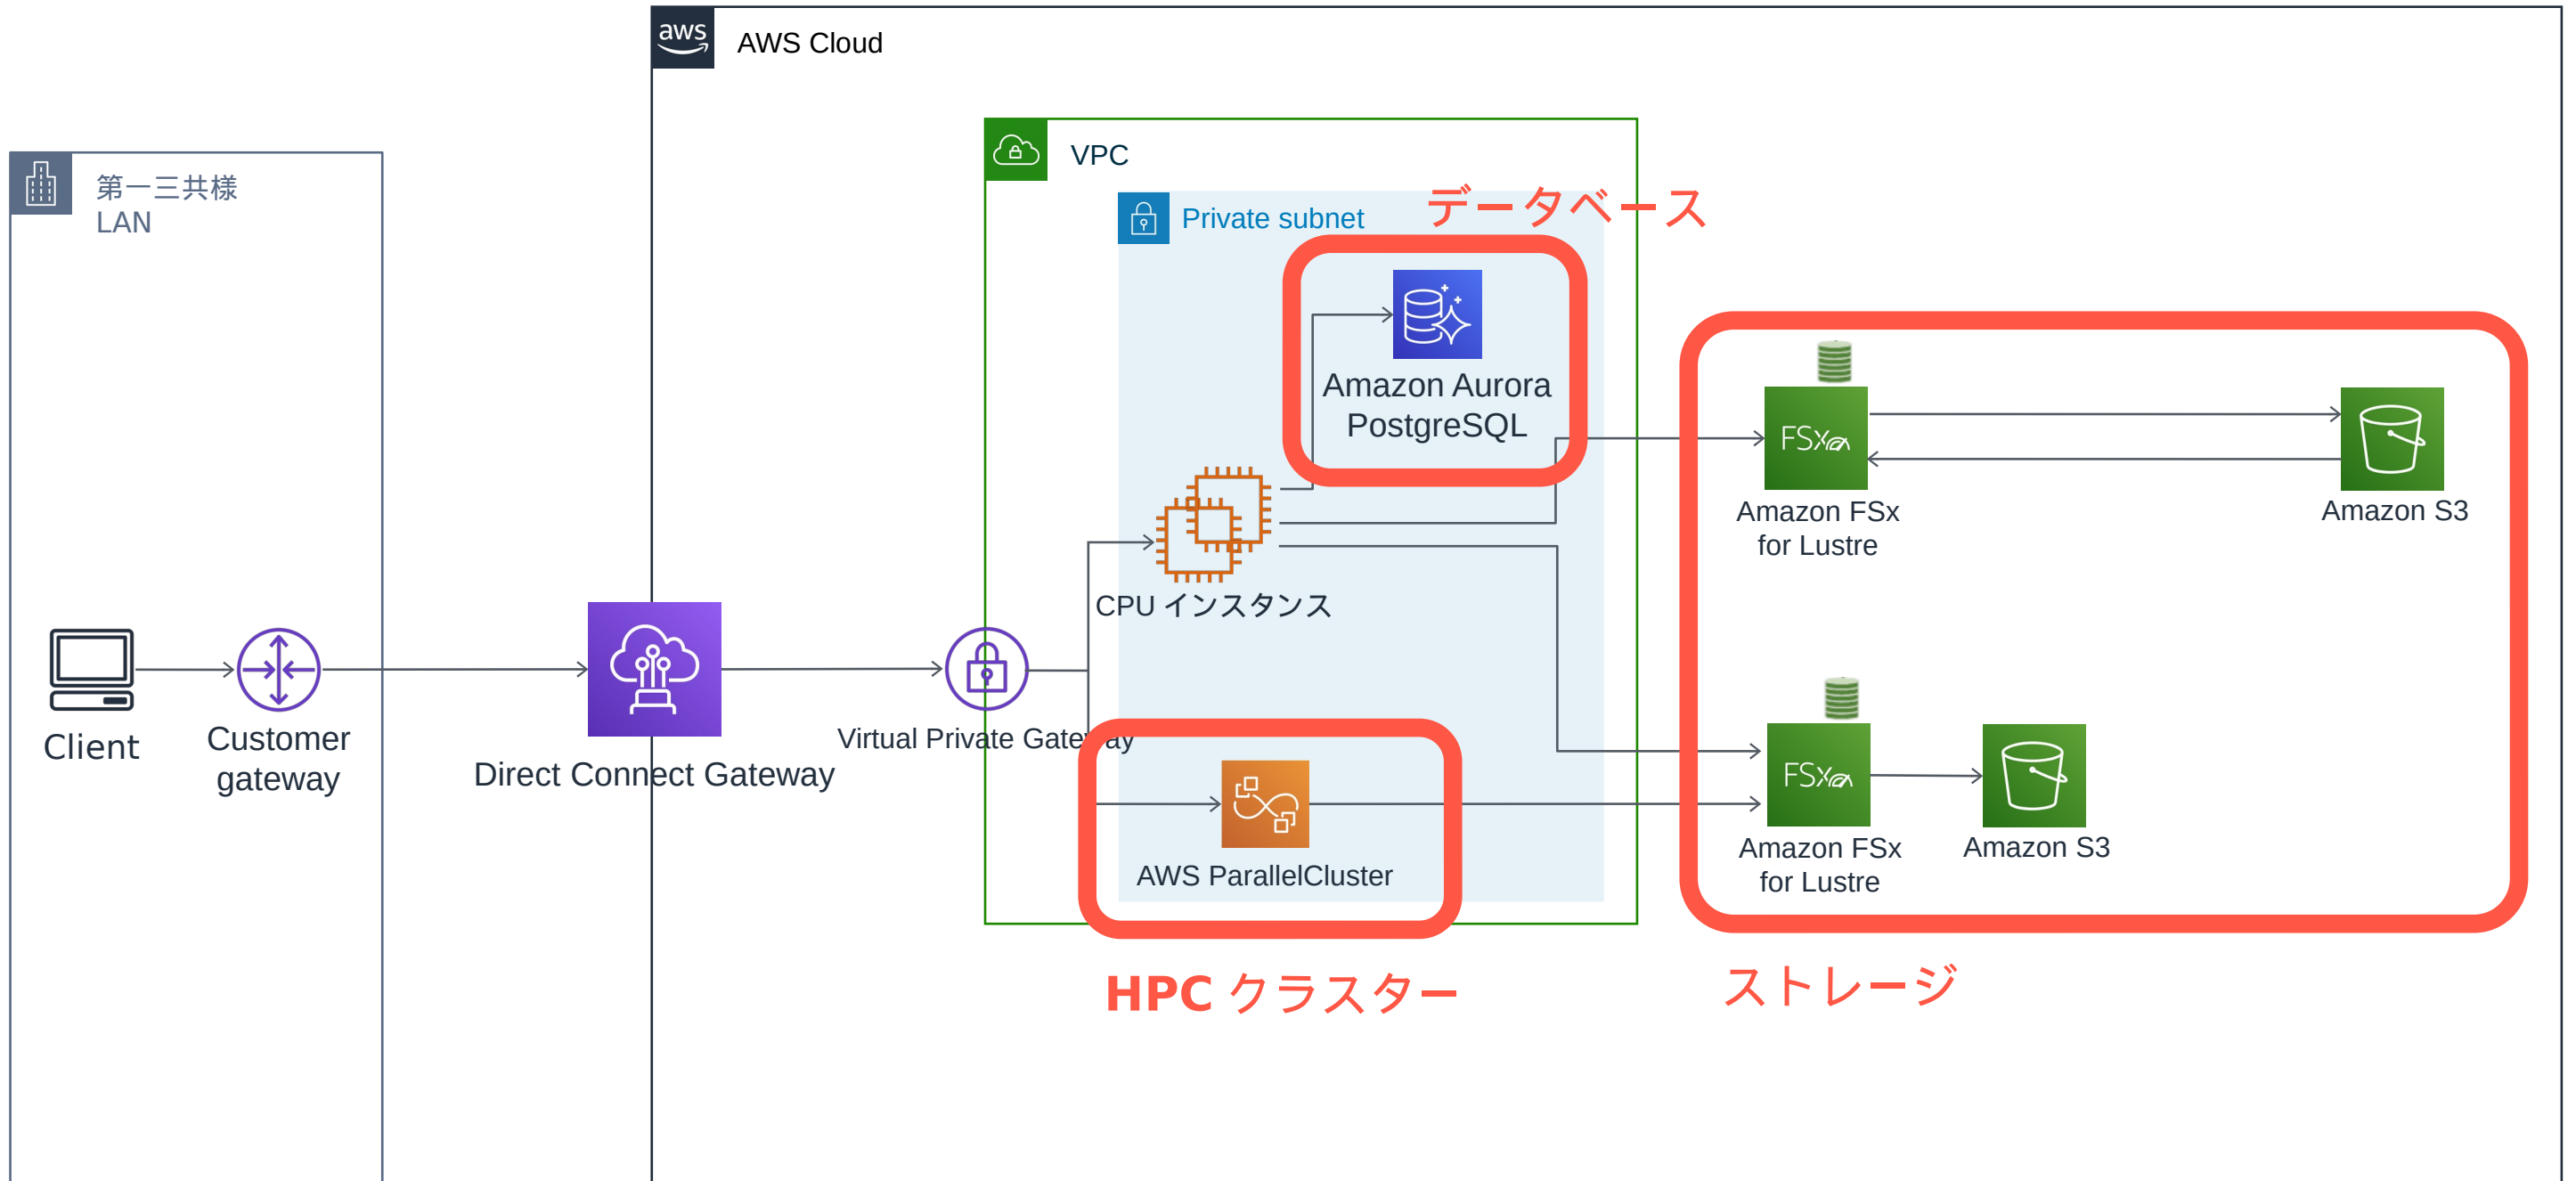 aws
AWS Cloud
第一三共様
LAN
VPC
Private subnet
データベース
Amazon Aurora
PostgreSQL
FSx
Amazon FSx
for Lustre
Amazon S3
CPU インスタンス
Client
Customer
gateway
Direct Connect Gateway
Virtual Private Gateway
AWS ParallelCluster
FSx
Amazon FSx
for Lustre
Amazon S3
HPC クラスター
ストレージ